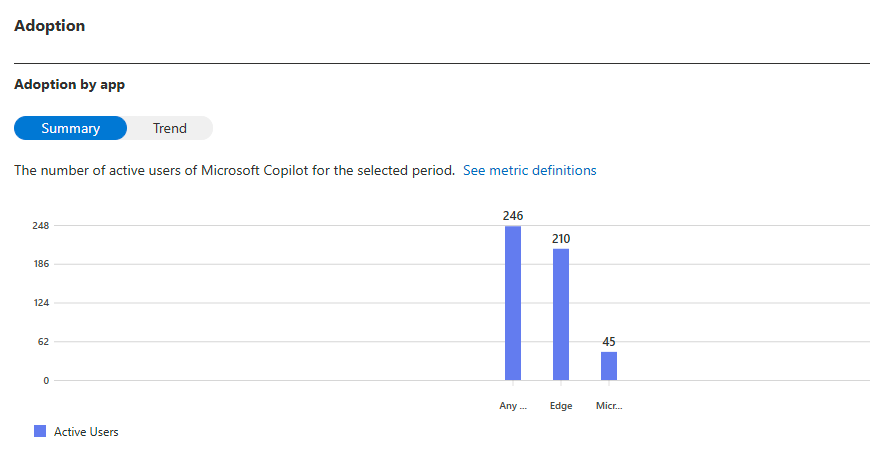 Adoption
Adoption by app
Summary Trend
The number of active users of Microsoft Copilot for the selected period. See metric definitions
248
186
124
62
0
246
210
45
Any ... Edge Micr...
Active Users